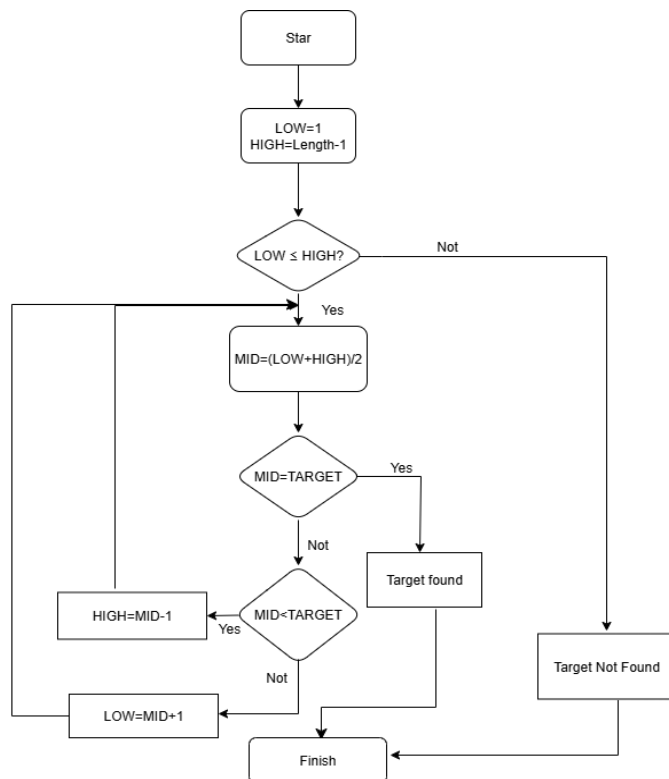 Star
LOW=1
HIGH=Length-1
LOW ≤ HIGH?
Not
Yes
MID=(LOW+HIGH)/2
MID=TARGET
Yes
Not
Target found
MID<TARGET
Yes
HIGH=MID-1
Not
Target Not Found
LOW=MID+1
Finish